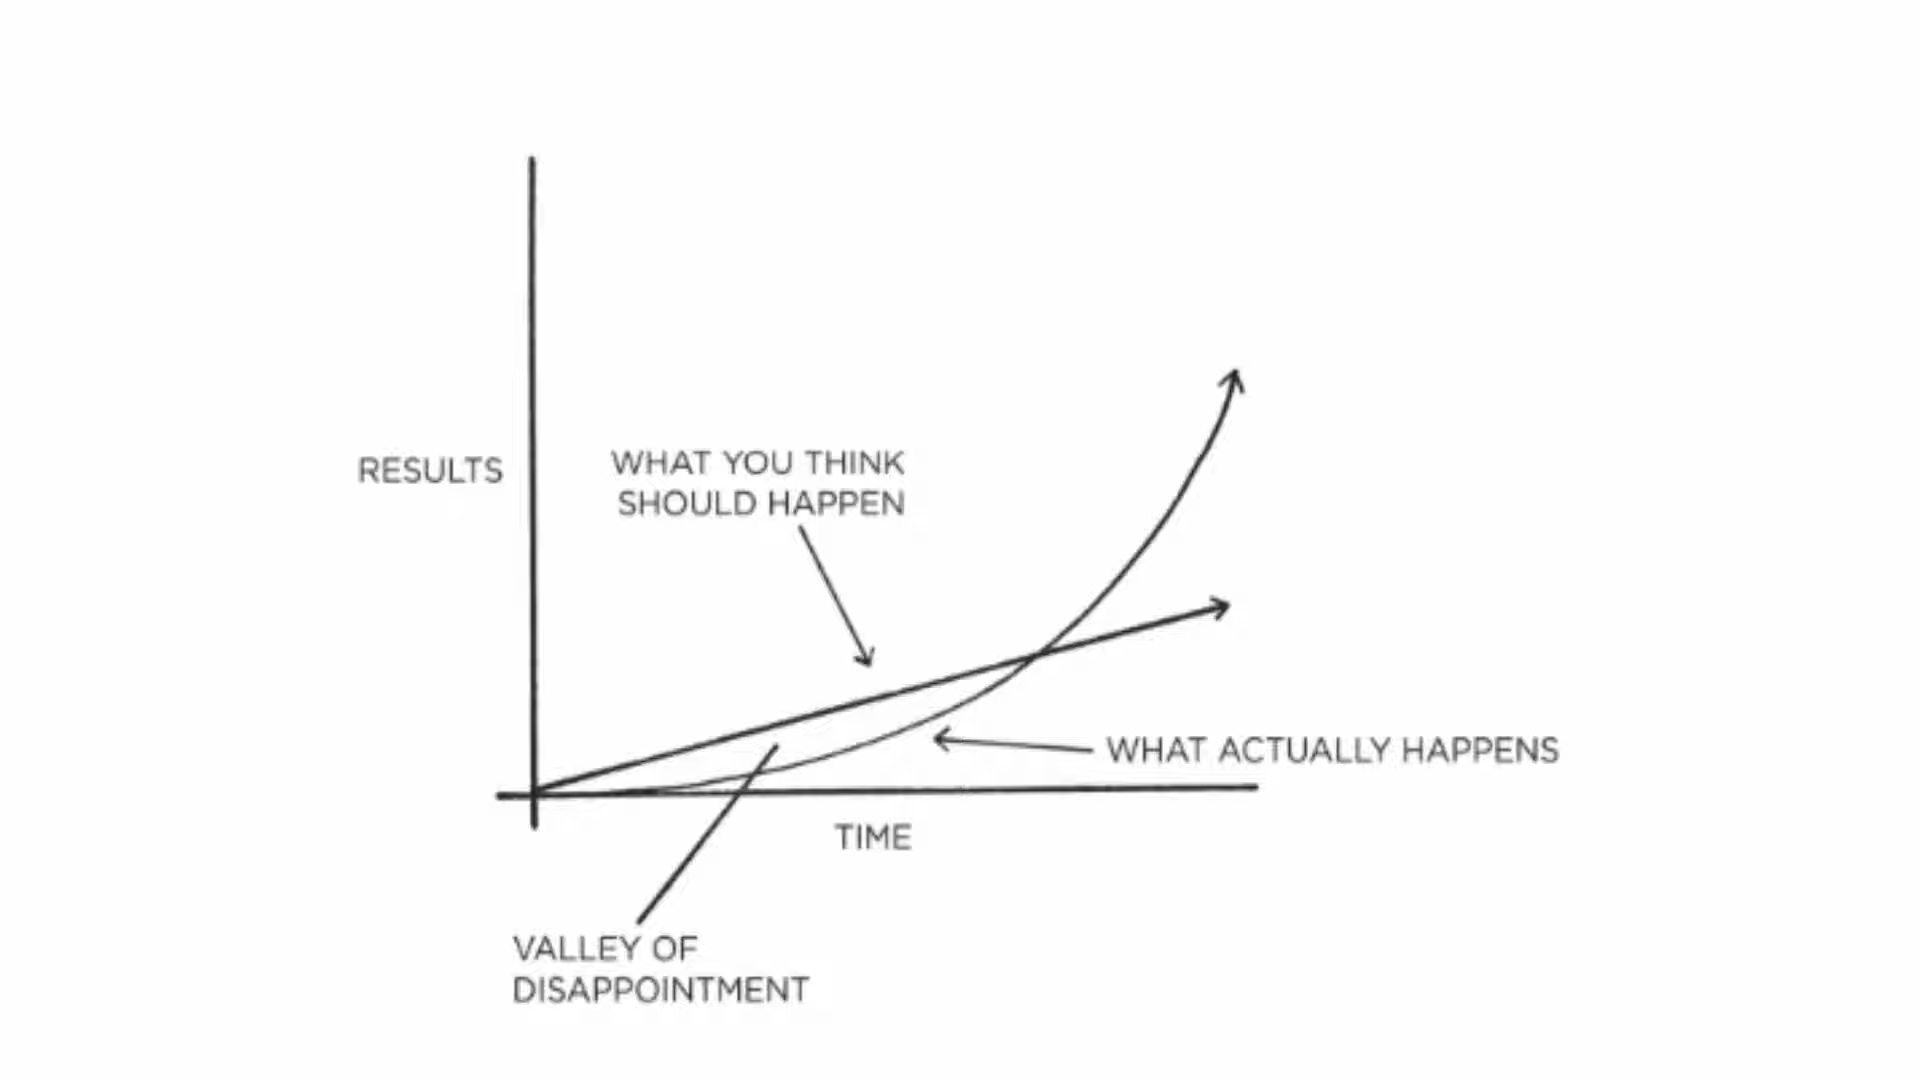 RESULTS
WHAT YOU THINK
SHOULD HAPPEN
WHAT ACTUALLY HAPPENS
TIME
VALLEY OF
DISAPPOINTMENT